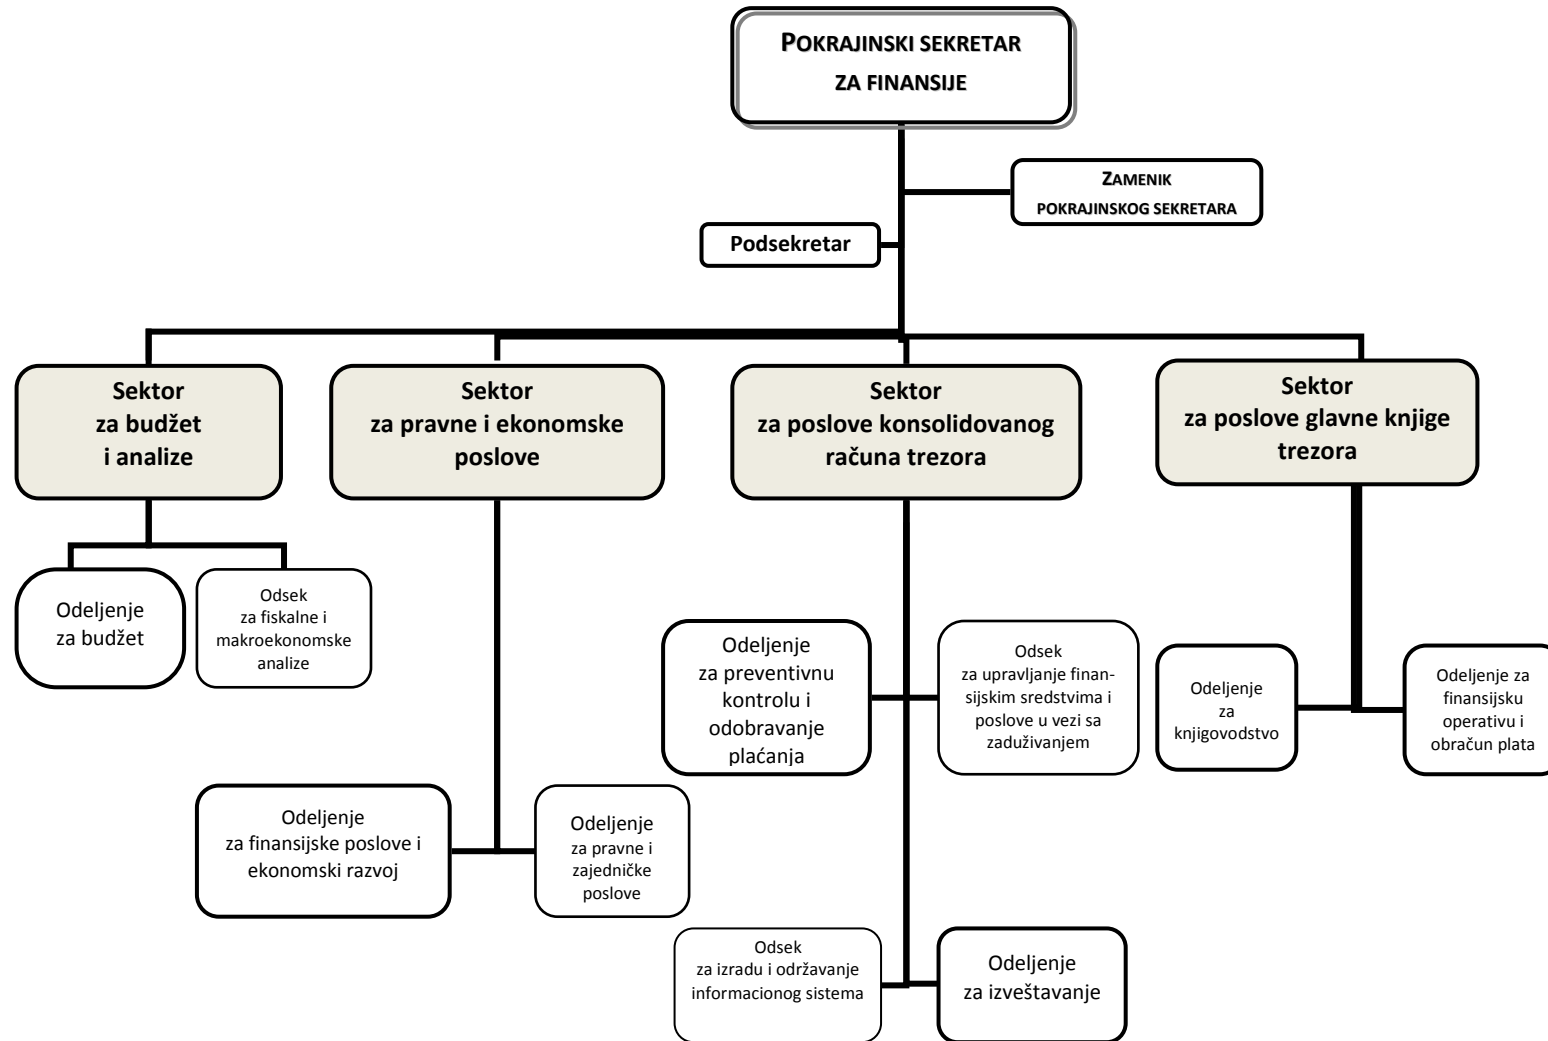 POKRAJINSKI SEKRETAR
ZA FINANSIJE
ZAMENIK
POKRAJINSKOG SEKRETARA
Podsekretar
Sektor
za budžet
i analize
Sektor
za pravne i ekonomske
poslove
Sektor
za poslove konsolidovanog
računa trezora
Sektor
za poslove glavne knjige
trezora
Odeljenje
za budžet
Odsek
za fiskalne i
makroekonomske
analize
Odeljenje
za preventivnu
kontrolu i
odobravanje
plaćanja
Odsek
za upravljanje finan-
sijskim sredstvima i
poslove u vezi sa
zaduživanjem
Odeljenje
za
knjigovodstvo
Odeljenje za
finansijsku
operativu i
obračun plata
Odeljenje
za finansijske poslove i
ekonomski razvoj
Odeljenje
za pravne i
zajedničke
poslove
Odsek
za izradu i održavanje
informacionog sistema
Odeljenje
za izveštavanje